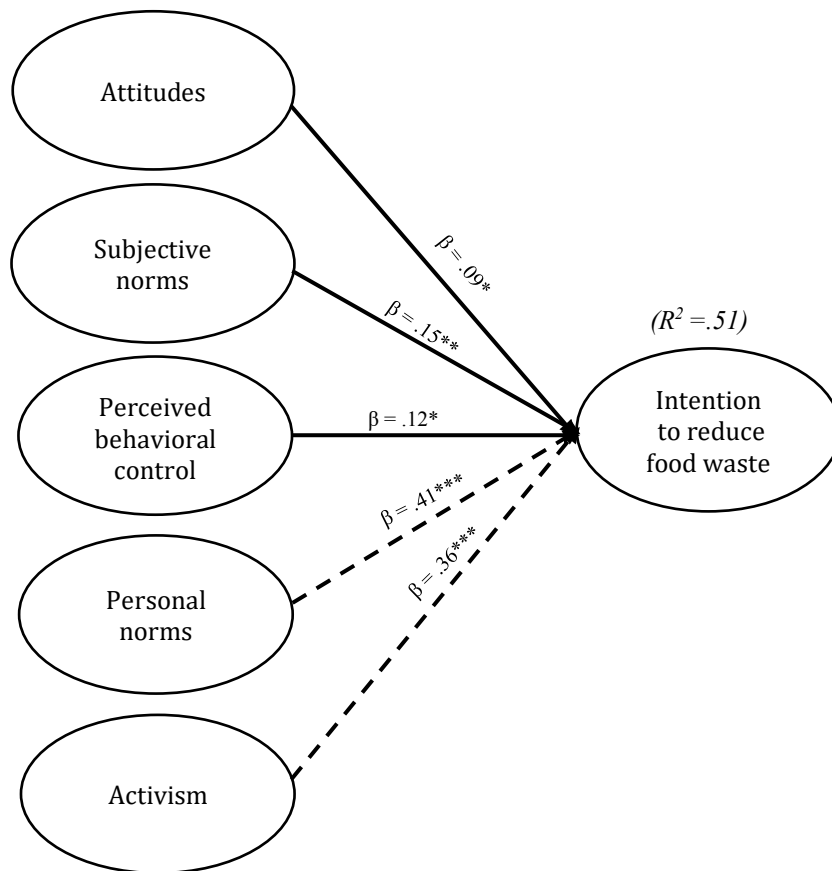 Attitudes
β = .09*
Subjective
norms
β = .15**
(R² =.51)
Perceived
behavioral
control
β = .12*
Intention
to reduce
food waste
β = .41***
Personal
norms
β = .36***
Activism